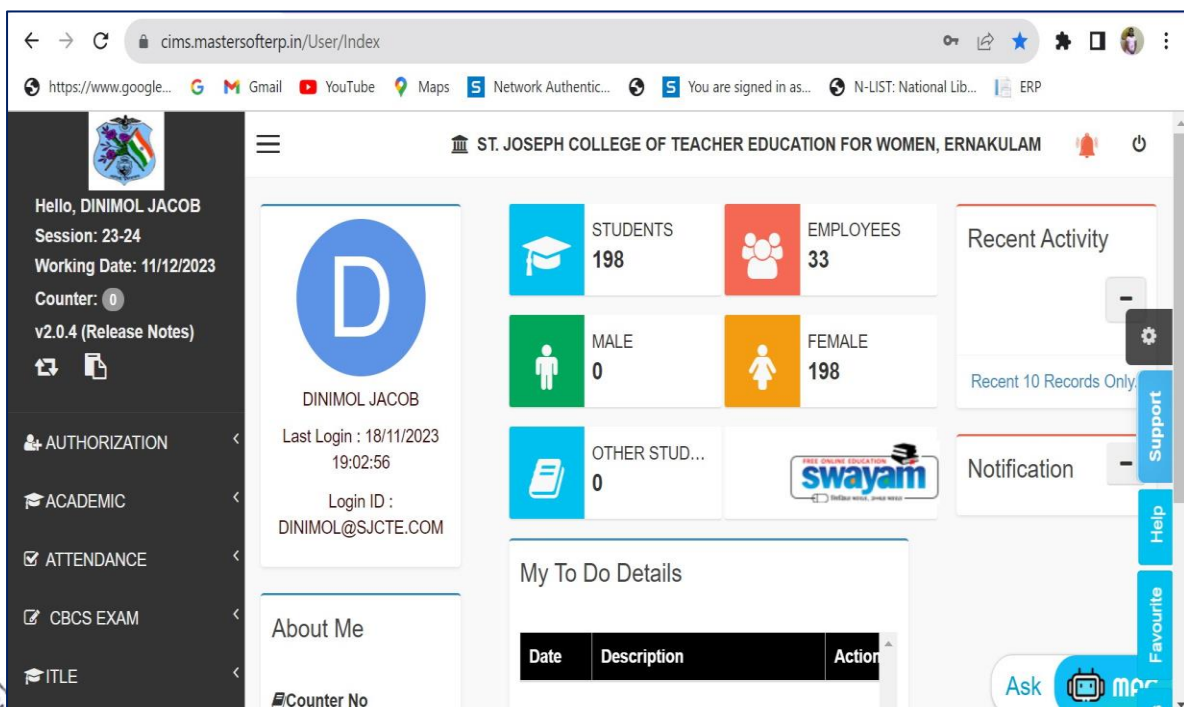 cims.mastersofterp.in/User/Index
https://www.google... Gmail YouTube Maps Network Authentic... You are signed in as... N-LIST: National Lib... ERP
Hello, DINIMOL JACOB
Session: 23-24
Working Date: 11/12/2023
Counter: 0
v2.0.4 (Release Notes)
AUTHORIZATION
ACADEMIC
ATTENDANCE
CBCS EXAM
ITLE
ST. JOSEPH COLLEGE OF TEACHER EDUCATION FOR WOMEN, ERNAKULAM
D
DINIMOL JACOB
Last Login : 18/11/2023
19:02:56
Login ID :
DINIMOL@SJCTE.COM
About Me
Counter No
STUDENTS
198
EMPLOYEES
33
MALE
0
FEMALE
198
OTHER STUD...
0
FREE ONLINE EDUCATION
swayam
My To Do Details
Date Description Action
Recent Activity
Recent 10 Records Only.
Notification
Support
Help
Favourite
Ask